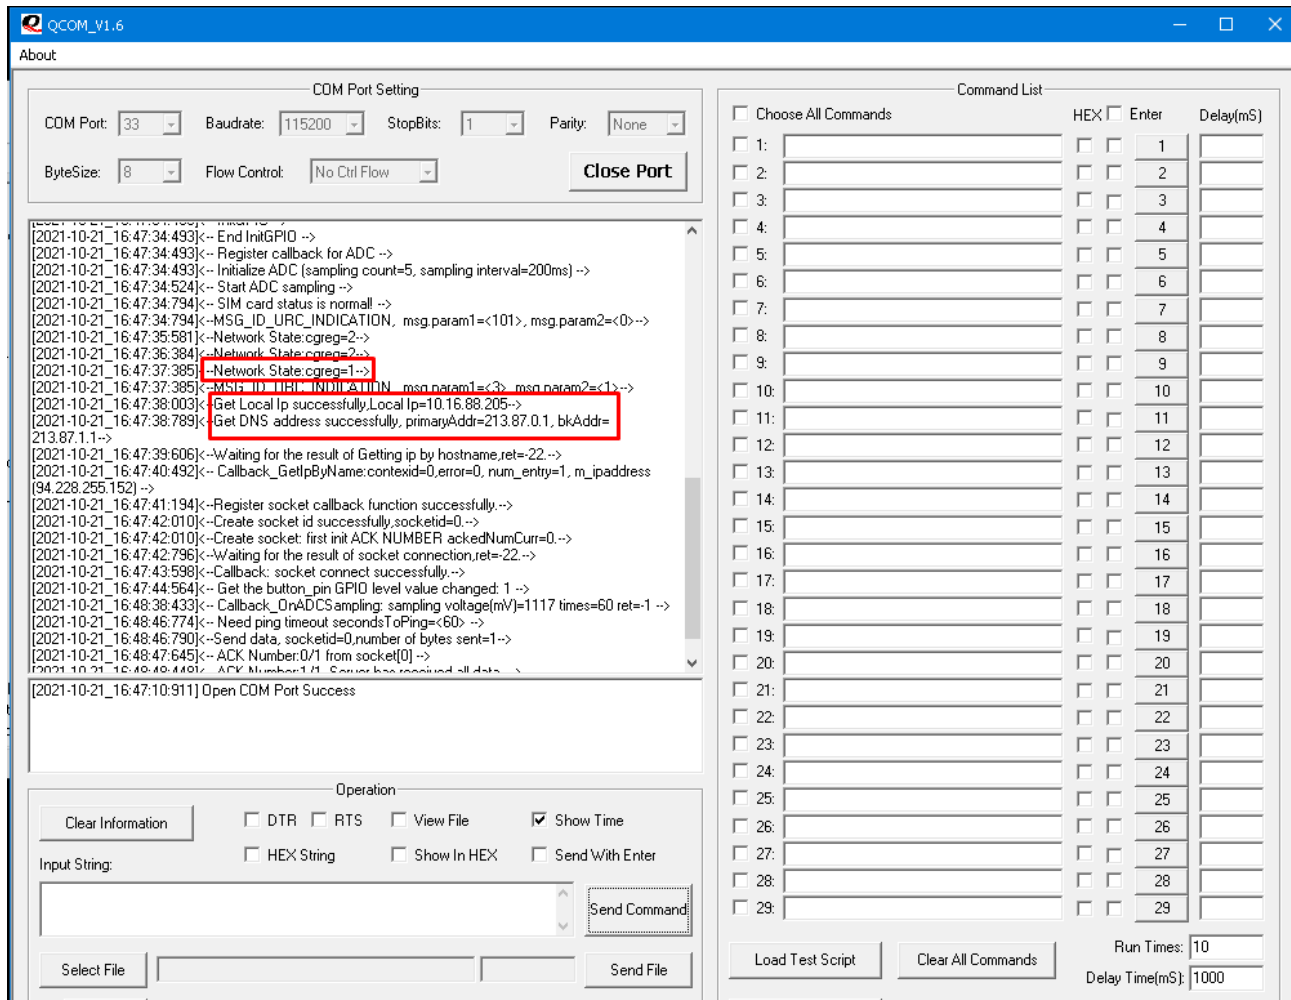 QCOM_V1.6
About
COM Port Setting
COM Port: 33 Baudrate: 115200 StopBits: 1 Parity: None
ByteSize: 8 Flow Control: No Ctrl Flow Close Port
[2021-10-21_16:47:34:493]<-- End InitGPIO -->
[2021-10-21_16:47:34:493]<-- Register callback for ADC -->
[2021-10-21_16:47:34:493]<-- Initialize ADC (sampling count=5, sampling interval=200ms) -->
[2021-10-21_16:47:34:524]<-- Start ADC sampling -->
[2021-10-21_16:47:34:794]<-- SIM card status is normal! -->
[2021-10-21_16:47:34:794]<--MSG_ID_URC_INDICATION, msg.param1=<101>, msg.param2=<0>-->
[2021-10-21_16:47:35:581]<--Network State:cgreg=2-->
[2021-10-21_16:47:36:384]<--Network State:cgreg=2-->
[2021-10-21_16:47:37:385]<--Network State:cgreg=1-->
[2021-10-21_16:47:37:385]<--MSG_ID_URC_INDICATION, msg.param1=<3>, msg.param2=<1>-->
[2021-10-21_16:47:38:003]<--Get Local Ip successfully,Local Ip=10.16.88.205-->
[2021-10-21_16:47:38:789]<--Get DNS address successfully, primaryAddr=213.87.0.1, bkAddr=
213.87.1.1-->
[2021-10-21_16:47:39:606]<--Waiting for the result of Getting ip by hostname,ret=-22.-->
[2021-10-21_16:47:40:492]<-- Callback_GetIpByName:contexid=0,error=0, num_entry=1, m_ipaddress
(94.228.255.152) -->
[2021-10-21_16:47:41:194]<--Register socket callback function successfully.-->
[2021-10-21_16:47:42:010]<--Create socket id successfully,socketid=0.-->
[2021-10-21_16:47:42:010]<--Create socket: first init ACK NUMBER ackedNumCurr=0.-->
[2021-10-21_16:47:42:796]<--Waiting for the result of socket connection,ret=-22.-->
[2021-10-21_16:47:43:598]<--Callback: socket connect successfully.-->
[2021-10-21_16:47:44:564]<-- Get the button_pin GPIO level value changed: 1 -->
[2021-10-21_16:48:38:433]<-- Callback_OnADCSampling: sampling voltage(mV)=1117 times=60 ret=-1 -->
[2021-10-21_16:48:46:774]<-- Need ping timeout secondsToPing=<60> -->
[2021-10-21_16:48:46:790]<--Send data, socketid=0,number of bytes sent=1-->
[2021-10-21_16:48:47:645]<-- ACK Number:0/1 from socket[0] -->
[2021-10-21_16:48:48:448]<-- ACK Number:1/1. Server has received all data -->
[2021-10-21_16:47:10:911] Open COM Port Success
Operation
Clear Information DTR RTS View File Show Time
HEX String Show In HEX Send With Enter
Input String:
Send Command
Select File Send File
Command List
Choose All Commands HEX Enter Delay(mS)
1: 1
2: 2
3: 3
4: 4
5: 5
6: 6
7: 7
8: 8
9: 9
10: 10
11: 11
12: 12
13: 13
14: 14
15: 15
16: 16
17: 17
18: 18
19: 19
20: 20
21: 21
22: 22
23: 23
24: 24
25: 25
26: 26
27: 27
28: 28
29: 29
Load Test Script Clear All Commands Run Times: 10
Delay Time(mS): 1000